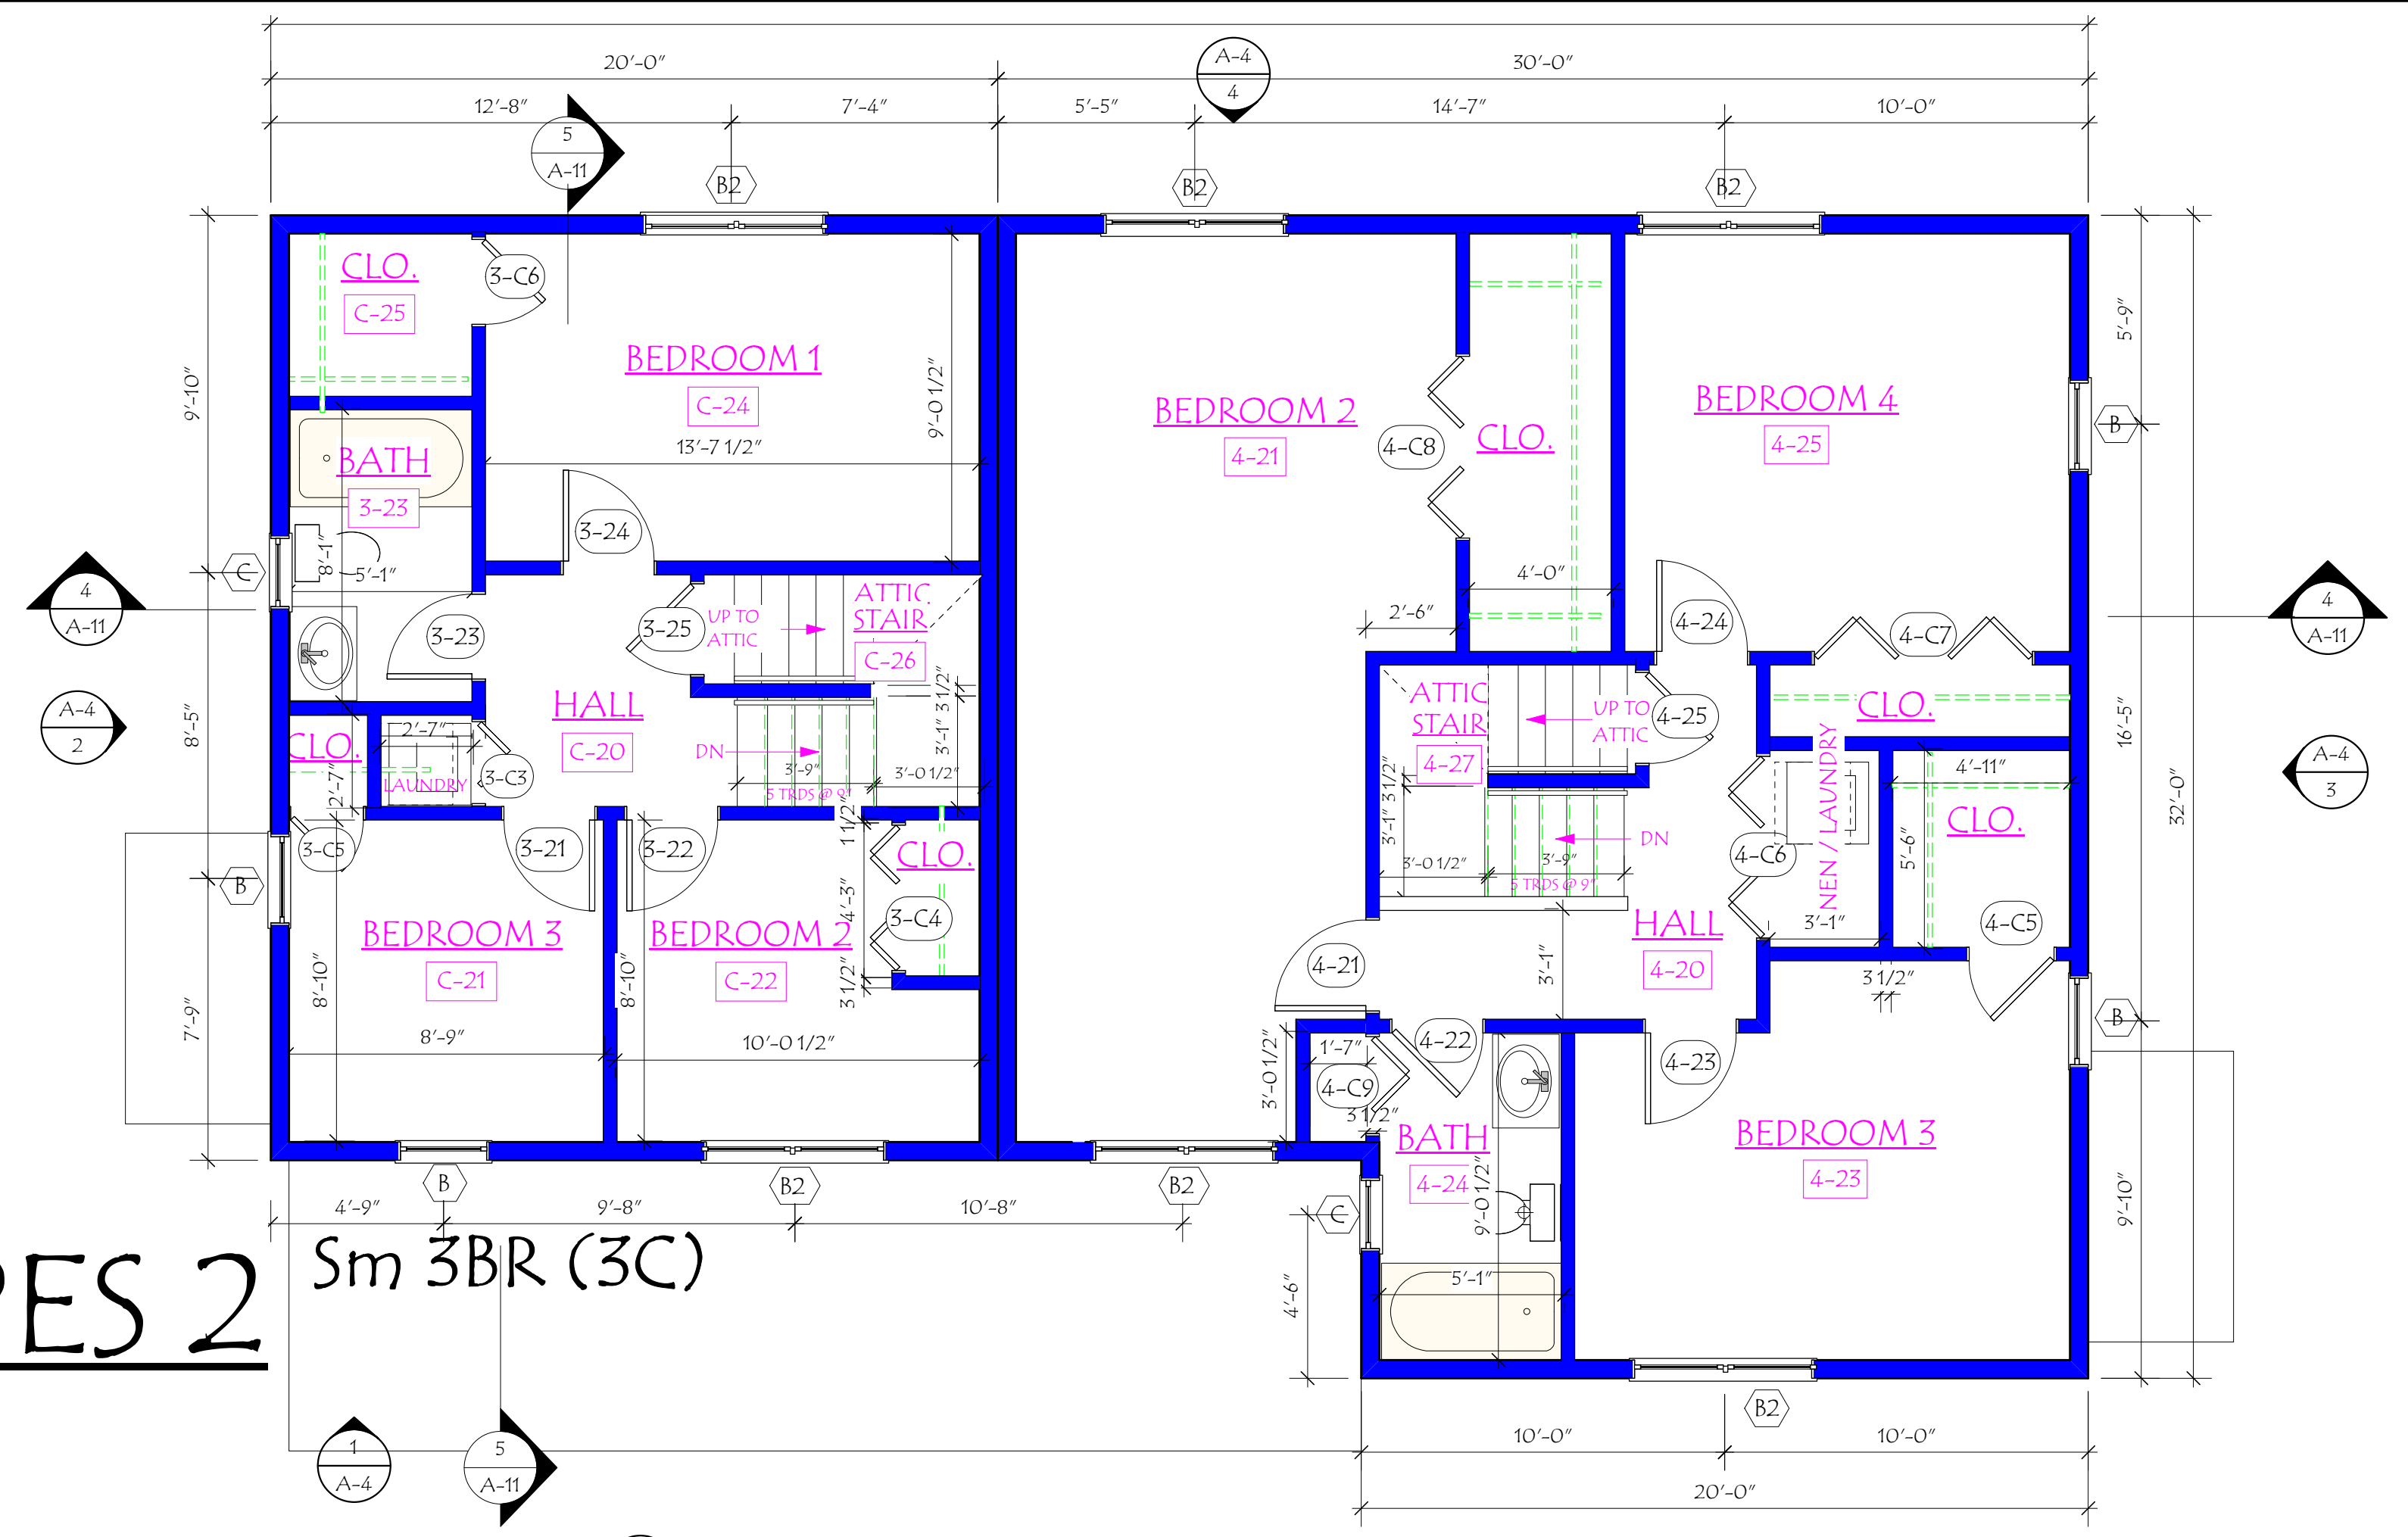 20'-0"
30'-0"
A-4
4
12'-8"
7'-4"
5'-5"
14'-7"
10'-0"
5
A-11
B2
B2
B2
CLO.
C-25
3-C6
BEDROOM 1
C-24
13'-7 1/2"
9'-0 1/2"
9'-10"
5'-9"
BEDROOM 2
4-21
4-C8
CLO.
BEDROOM 4
4-25
B
BATH
3-23
8'-1"
5'-1"
3-24
C
4
A-11
4'-0"
2'-6"
4-24
4-C7
4
A-11
3-23
3-25
UP TO
ATTIC
ATTIC
STAIR
C-26
A-4
2
8'-5"
HALL
C-20
DN
3'-9"
5 TRDS @ 9"
3'-0 1/2"
3'-1"
3 1/2"
CLO.
2'-7"
2'-7"
LAUNDRY
3-C3
ATTIC
STAIR
4-27
UP TO
ATTIC
4-25
CLO.
16'-5"
32'-0"
A-4
3
3 1/2"
3'-1"
3'-0 1/2"
3'-9"
5 TRDS @ 9"
DN
NEN / LAUNDRY
4'-11"
CLO.
5'-6"
4-C6
4-C5
3'-1"
3 1/2"
3-C5
3-21
3-22
1 1/2"
CLO.
3-C4
4'-3"
3 1/2"
B
BEDROOM 3
C-21
8'-10"
8'-9"
BEDROOM 2
C-22
8'-10"
10'-0 1/2"
7'-9"
4-21
3'-1"
HALL
4-20
B
4-22
4-23
1'-7"
4-C9
3'-0 1/2"
3 1/2"
BATH
4-24
9'-0 1/2"
5'-1"
BEDROOM 3
4-23
9'-10"
B
B2
B2
C
4'-9"
9'-8"
10'-8"
4'-6"
PES 2
Sm 3BR (3C)
B2
1
A-4
5
A-11
10'-0"
10'-0"
20'-0"